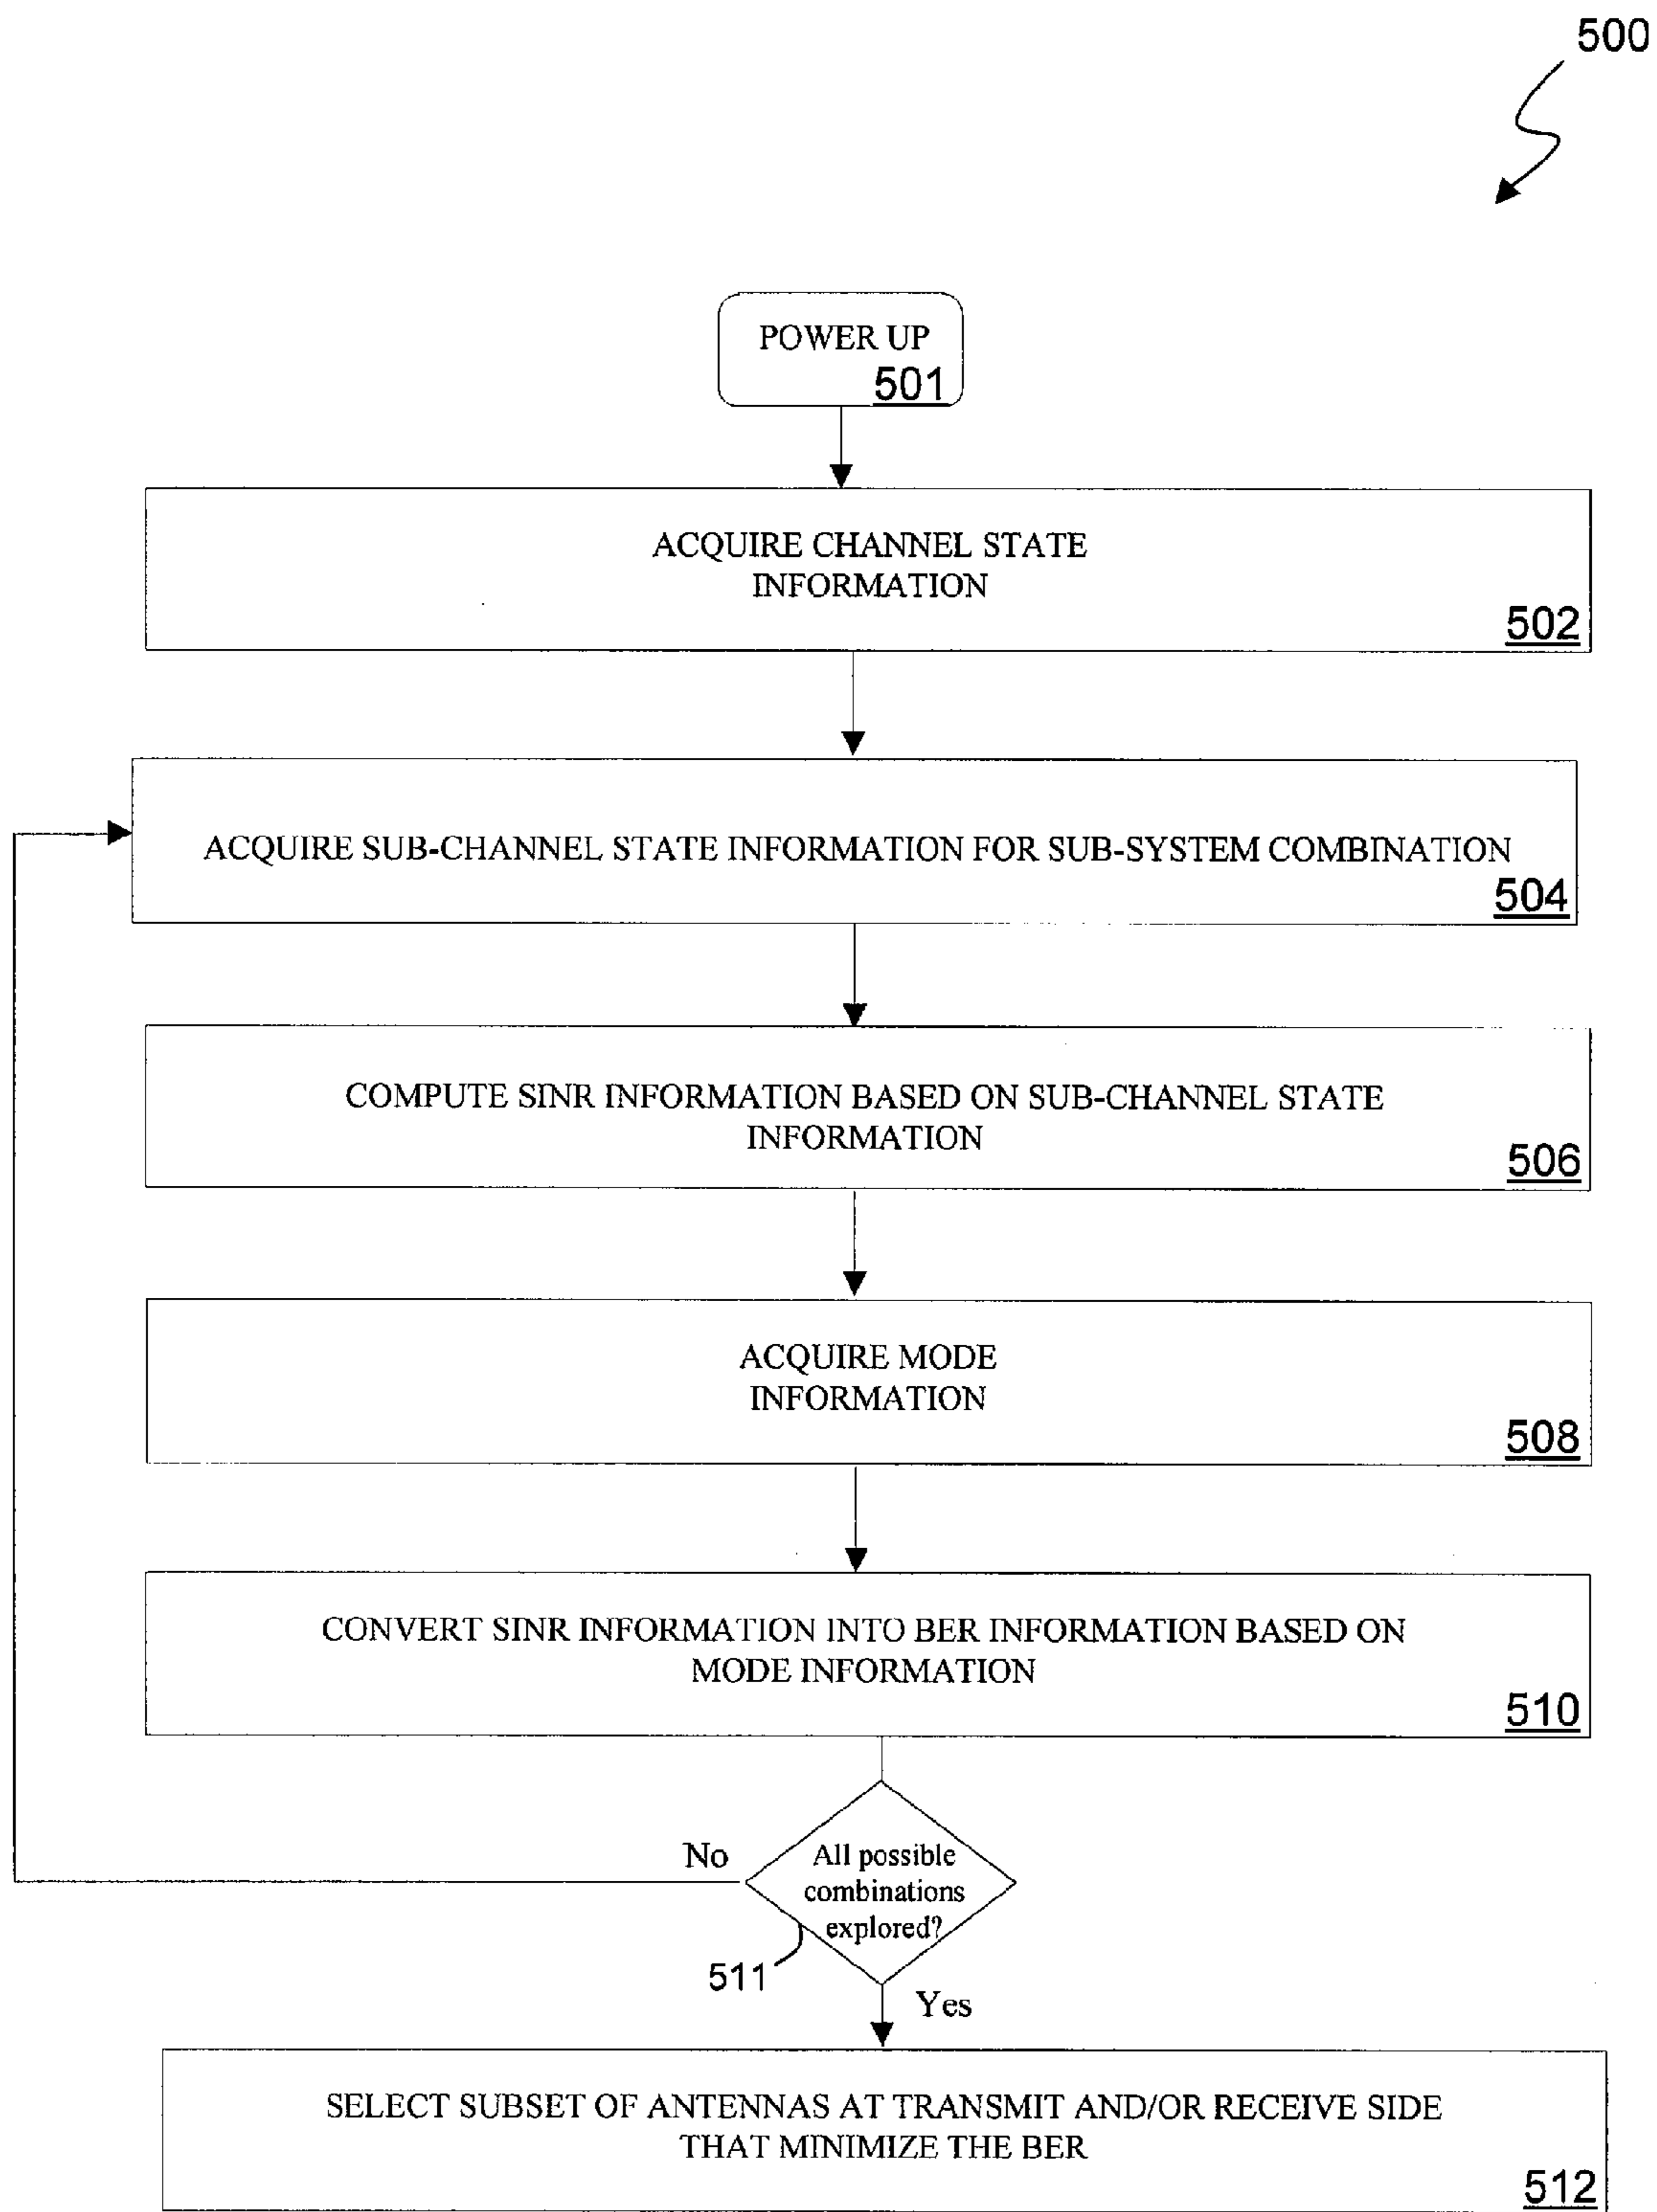 500
POWER UP
501
ACQUIRE CHANNEL STATE
INFORMATION
502
ACQUIRE SUB-CHANNEL STATE INFORMATION FOR SUB-SYSTEM COMBINATION
504
COMPUTE SINR INFORMATION BASED ON SUB-CHANNEL STATE
INFORMATION
506
ACQUIRE MODE
INFORMATION
508
CONVERT SINR INFORMATION INTO BER INFORMATION BASED ON
MODE INFORMATION
510
No
All possible
combinations
explored?
511
Yes
SELECT SUBSET OF ANTENNAS AT TRANSMIT AND/OR RECEIVE SIDE
THAT MINIMIZE THE BER
512